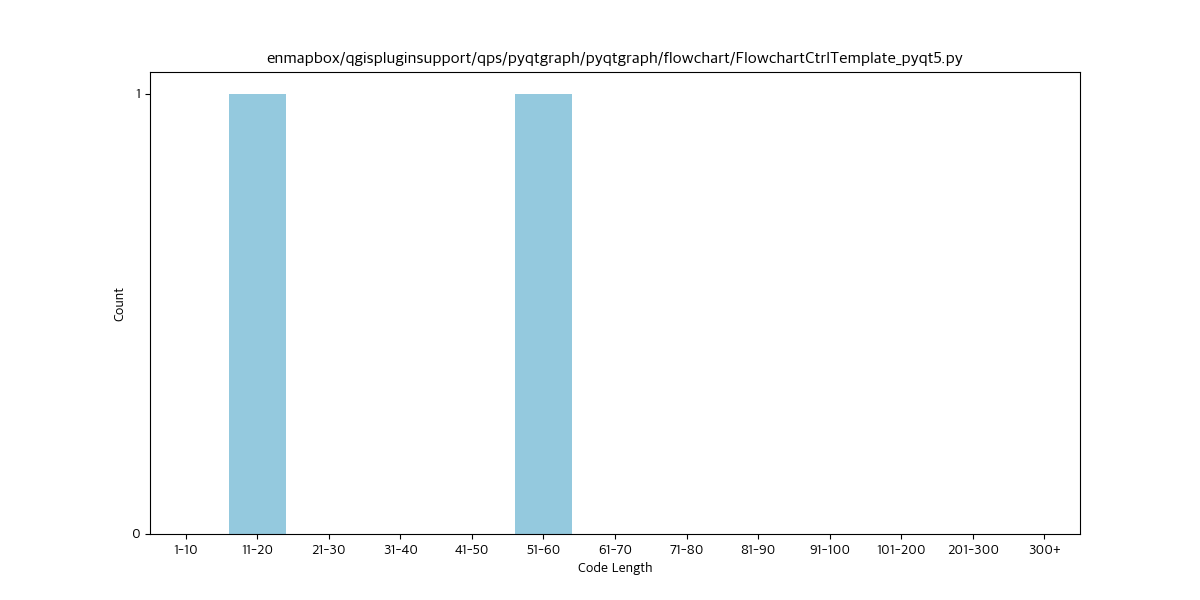 enmapbox/qgispluginsupport/qps/pyqtgraph/pyqtgraph/flowchart/FlowchartCtrlTemplate_pyqt5.py
1
Count
0
1-10 11-20 21-30 31-40 41-50 51-60 61-70 71-80 81-90 91-100 101-200 201-300 300+
Code Length